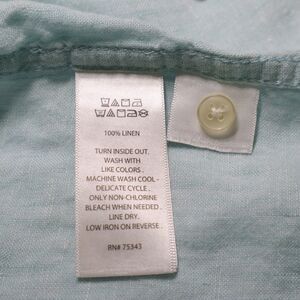 100% LINEN
TURN INSIDE OUT.
WASH WITH
LIKE COLORS.
MACHINE WASH COOL -
DELICATE CYCLE.
ONLY NON-CHLORINE
BLEACH WHEN NEEDED.
LINE DRY.
LOW IRON ON REVERSE.
RN# 75343